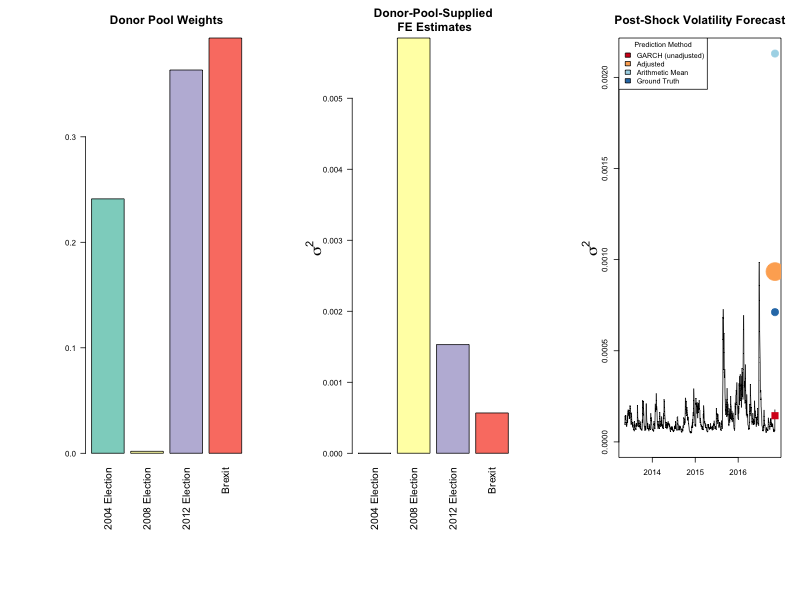 Donor Pool Weights
0.3
0.2
0.1
0.0
2004 Election
2008 Election
2012 Election
Brexit
Donor-Pool-Supplied
FE Estimates
σ2
0.005
0.004
0.003
0.002
0.001
0.000
2004 Election
2008 Election
2012 Election
Brexit
Post-Shock Volatility Forecast
σ2
0.0020
0.0015
0.0010
0.0005
0.0000
Prediction Method
GARCH (unadjusted)
Adjusted
Arithmetic Mean
Ground Truth
2014
2015
2016